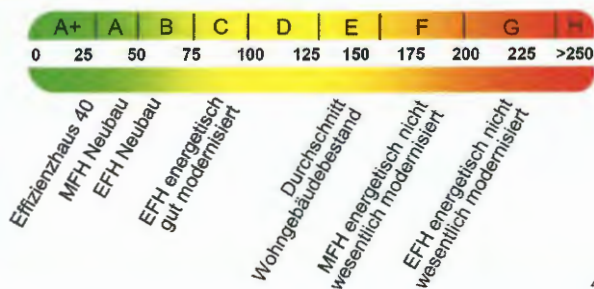 A+ A B C D E F G H
0 25 50 75 100 125 150 175 200 225 >250
Effizienzhaus 40
MFH Neubau
EFH Neubau
EFH energetisch
gut modernisiert
Durchschnitt
Wohngebäudebestand
MFH energetisch nicht
wesentlich modernisiert
EFH energetisch nicht
wesentlich modernisiert